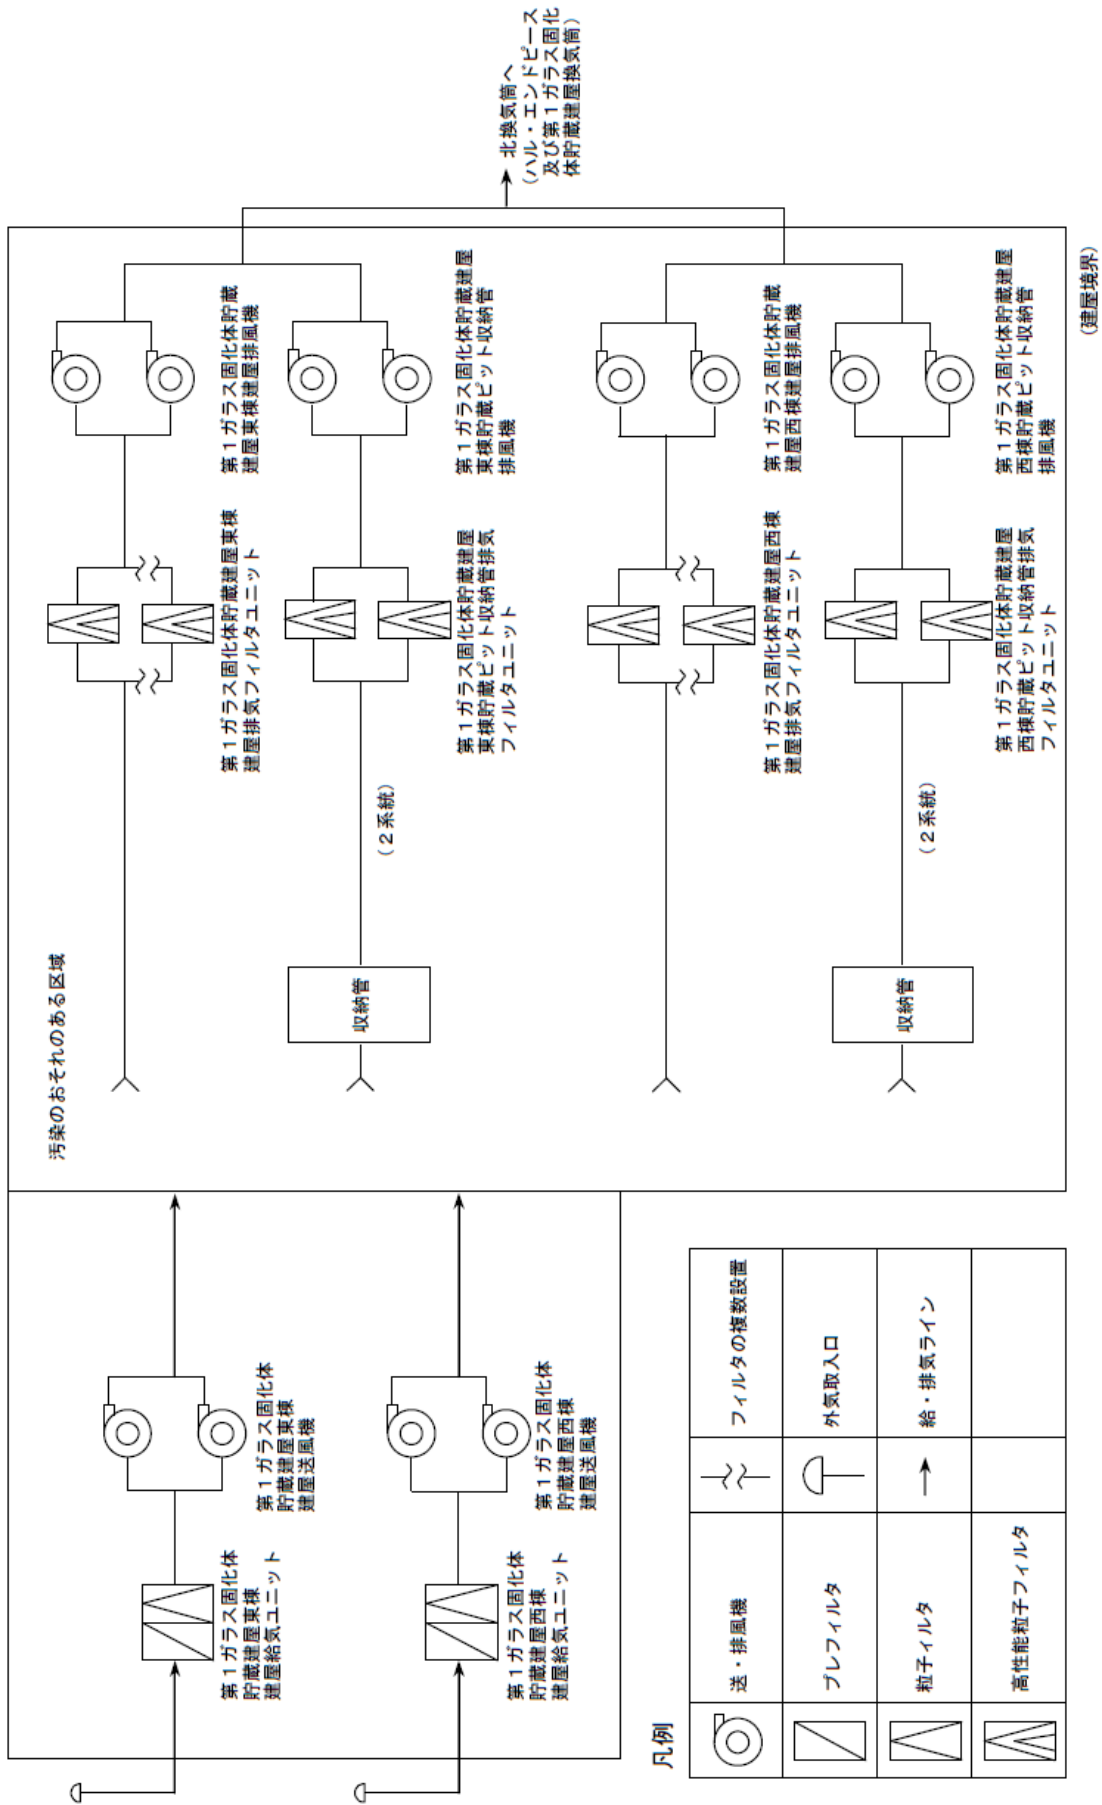 汚染のおそれのある区域
第1ガラス固化体
貯蔵建屋東棟
建屋給気ユニット
第1ガラス固化体
貯蔵建屋東棟
建屋送風機
第1ガラス固化体貯蔵建屋東棟
建屋排気フィルタユニット
第1ガラス固化体貯蔵
建屋東棟建屋排風機
収納管
(2系統)
第1ガラス固化体貯蔵建屋
東棟貯蔵ピット収納管排気
フィルタユニット
第1ガラス固化体貯蔵建屋
東棟貯蔵ピット収納管
排風機
北換気筒へ
(ハル・エンドピース
及び第1ガラス固化
体貯蔵建屋換気筒)
第1ガラス固化体
貯蔵建屋西棟
建屋給気ユニット
第1ガラス固化体
貯蔵建屋西棟
建屋送風機
第1ガラス固化体貯蔵建屋西棟
建屋排気フィルタユニット
第1ガラス固化体貯蔵
建屋西棟建屋排風機
収納管
(2系統)
第1ガラス固化体貯蔵建屋
西棟貯蔵ピット収納管排気
フィルタユニット
第1ガラス固化体貯蔵建屋
西棟貯蔵ピット収納管
排風機
(建屋境界)
凡例
送・排風機
フィルタの複数設置
プレフィルタ
外気取入口
粒子ィルタ
給・排気ライン
高性能粒子フィルタ